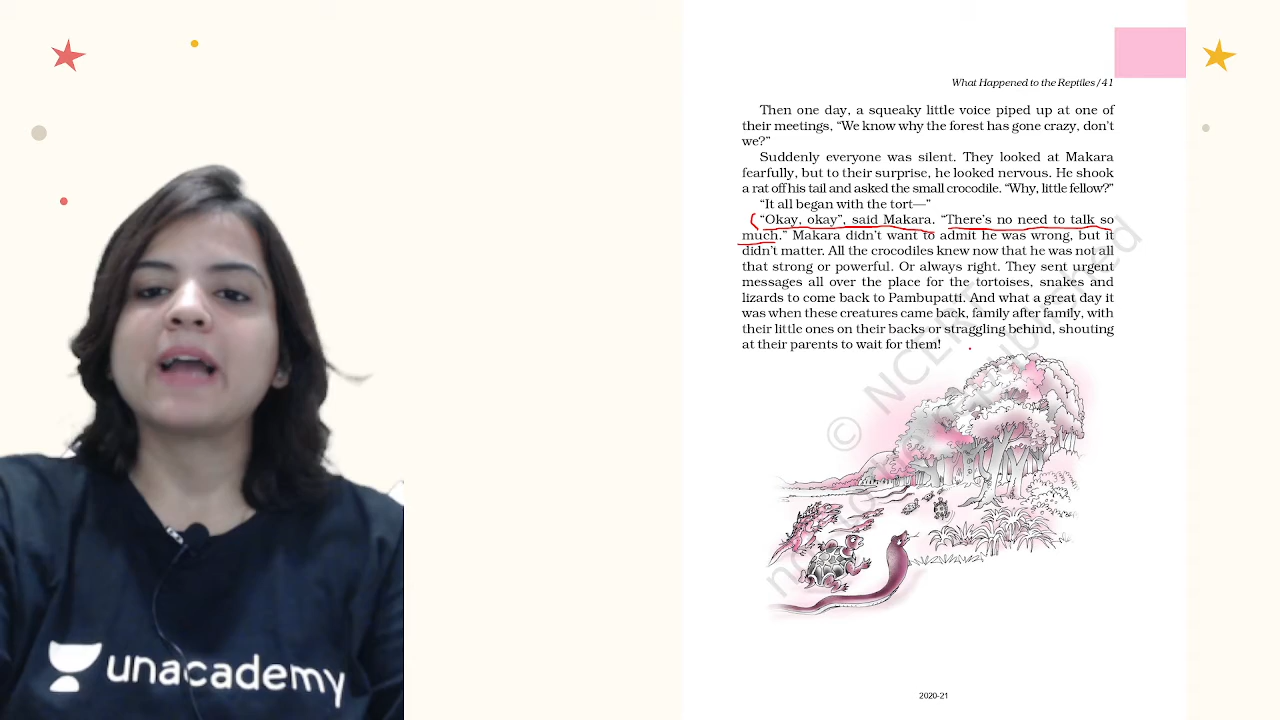 What Happened to the Reptiles / 41
Then one day, a squeaky little voice piped up at one of
their meetings, “We know why the forest has gone crazy, don’t
we?”
Suddenly everyone was silent. They looked at Makara
fearfully, but to their surprise, he looked nervous. He shook
a rat off his tail and asked the small crocodile. “Why, little fellow?”
“It all began with the tort—”
“Okay, okay”, said Makara. “There’s no need to talk so
much.” Makara didn’t want to admit he was wrong, but it
didn’t matter. All the crocodiles knew now that he was not all
that strong or powerful. Or always right. They sent urgent
messages all over the place for the tortoises, snakes and
lizards to come back to Pambupatti. And what a great day it
was when these creatures came back, family after family, with
their little ones on their backs or straggling behind, shouting
at their parents to wait for them!
© NCERT
unacademy
2020-21